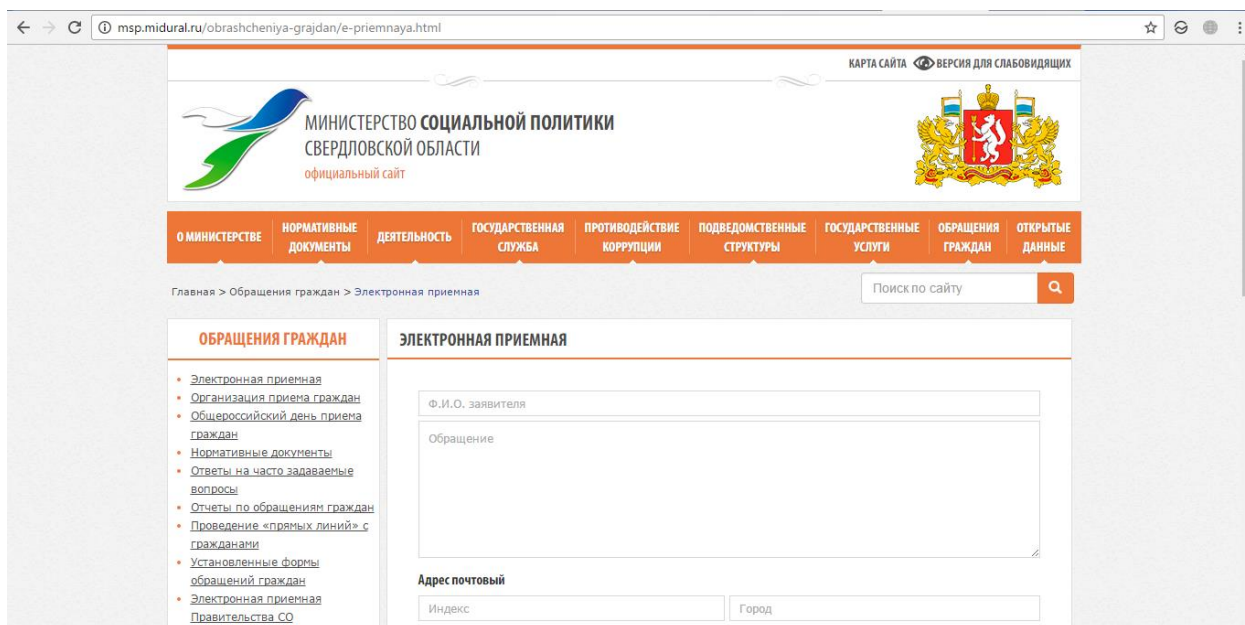 msp.midural.ru/obrashcheniya-grajdan/e-priemnaya.html
КАРТА САЙТА ВЕРСИЯ ДЛЯ СЛАБОВИДЯЩИХ
МИНИСТЕРСТВО СОЦИАЛЬНОЙ ПОЛИТИКИ
СВЕРДЛОВСКОЙ ОБЛАСТИ
официальный сайт
О МИНИСТЕРСТВЕ
НОРМАТИВНЫЕ
ДОКУМЕНТЫ
ДЕЯТЕЛЬНОСТЬ
ГОСУДАРСТВЕННАЯ
СЛУЖБА
ПРОТИВОДЕЙСТВИЕ
КОРРУПЦИИ
ПОДВЕДОМСТВЕННЫЕ
СТРУКТУРЫ
ГОСУДАРСТВЕННЫЕ
УСЛУГИ
ОБРАЩЕНИЯ
ГРАЖДАН
ОТКРЫТЫЕ
ДАННЫЕ
Главная > Обращения граждан > Электронная приемная
Поиск по сайту
ОБРАЩЕНИЯ ГРАЖДАН
Электронная приемная
Организация приема граждан
Общероссийский день приема
граждан
Нормативные документы
Ответы на часто задаваемые
вопросы
Отчеты по обращениям граждан
Проведение «прямых линий» с
гражданами
Установленные формы
обращений граждан
Электронная приемная
Правительства СО
ЭЛЕКТРОННАЯ ПРИЕМНАЯ
Ф.И.О. заявителя
Обращение
Адрес почтовый
Индекс
Город